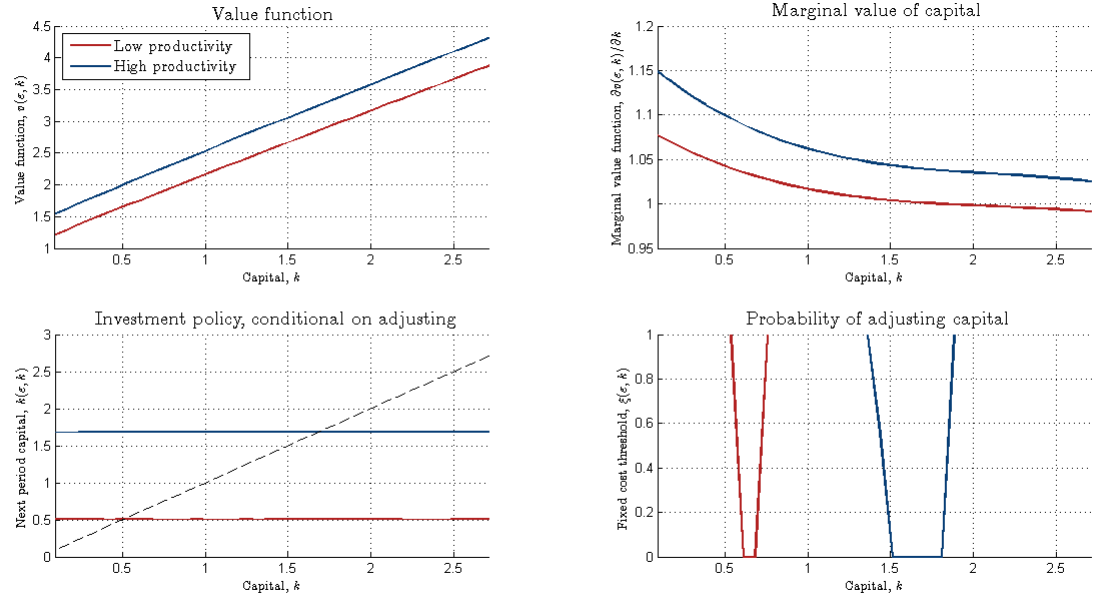 Value function
4.5
4
3.5
3
2.5
2
1.5
1
Value function, v(ε, k)
Low productivity
High productivity
0.5 1 1.5 2 2.5
Capital, k
Marginal value of capital
1.2
1.15
1.1
1.05
1
0.95
Marginal value function, ∂v(ε, k)/∂k
0.5 1 1.5 2 2.5
Capital, k
Investment policy, conditional on adjusting
3
2.5
2
1.5
1
0.5
0
Next period capital, k(ε, k)
0.5 1 1.5 2 2.5
Capital, k
Probability of adjusting capital
1
0.8
0.6
0.4
0.2
0
Fixed cost threshold, ξ(ε, k)
0.5 1 1.5 2 2.5
Capital, k